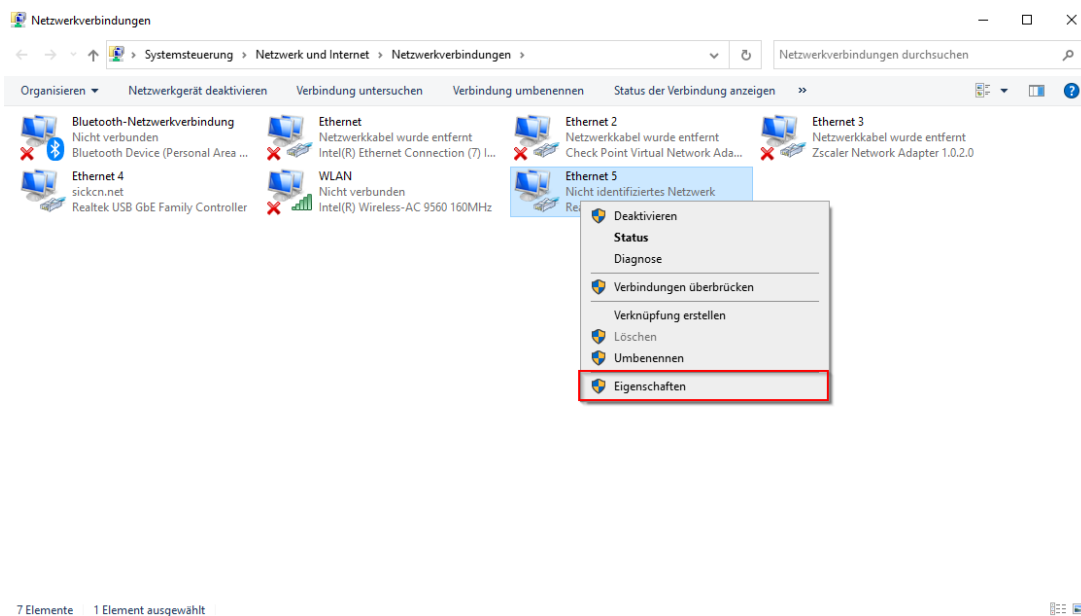 Netzwerkverbindungen
Systemsteuerung > Netzwerk und Internet > Netzwerkverbindungen >
Netzwerkverbindungen durchsuchen
Organisieren Netzwerkgerät deaktivieren Verbindung untersuchen Verbindung umbenennen Status der Verbindung anzeigen »
Bluetooth-Netzwerkverbindung
Nicht verbunden
Bluetooth Device (Personal Area ...
Ethernet
Netzwerkkabel wurde entfernt
Intel(R) Ethernet Connection (7) I...
Ethernet 2
Netzwerkkabel wurde entfernt
Check Point Virtual Network Ada...
Ethernet 3
Netzwerkkabel wurde entfernt
Zscaler Network Adapter 1.0.2.0
Ethernet 4
sickcn.net
Realtek USB GbE Family Controller
WLAN
Nicht verbunden
Intel(R) Wireless-AC 9560 160MHz
Ethernet 5
Nicht identifiziertes Netzwerk
Deaktivieren
Status
Diagnose
Verbindungen überbrücken
Verknüpfung erstellen
Löschen
Umbenennen
Eigenschaften
7 Elemente 1 Element ausgewählt